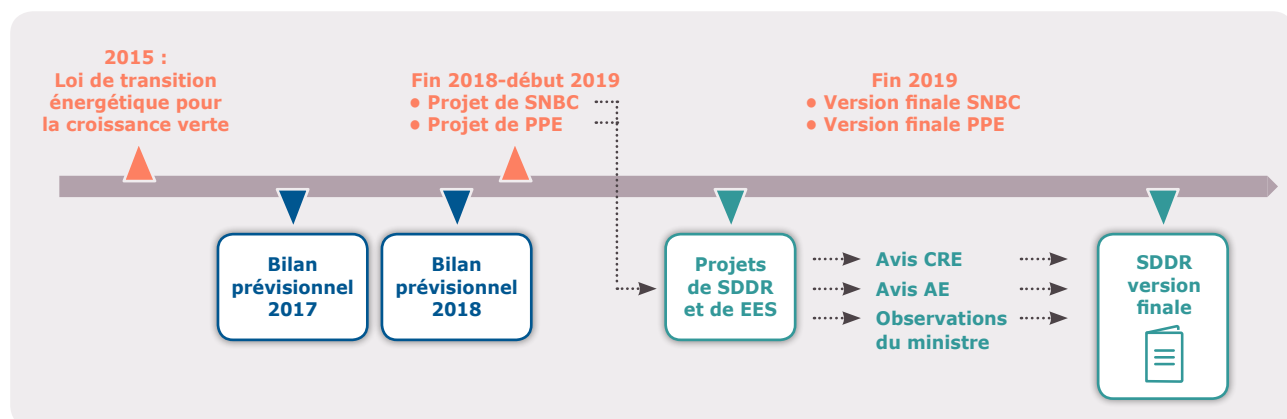 2015 :
Loi de transition
énergétique pour
la croissance verte
Fin 2018-début 2019
• Projet de SNBC
• Projet de PPE
Fin 2019
• Version finale SNBC
• Version finale PPE
Bilan
prévisionnel
2017
Bilan
prévisionnel
2018
Projets
de SDDR
et de EES
Avis CRE
Avis AE
Observations
du ministre
SDDR
version
finale